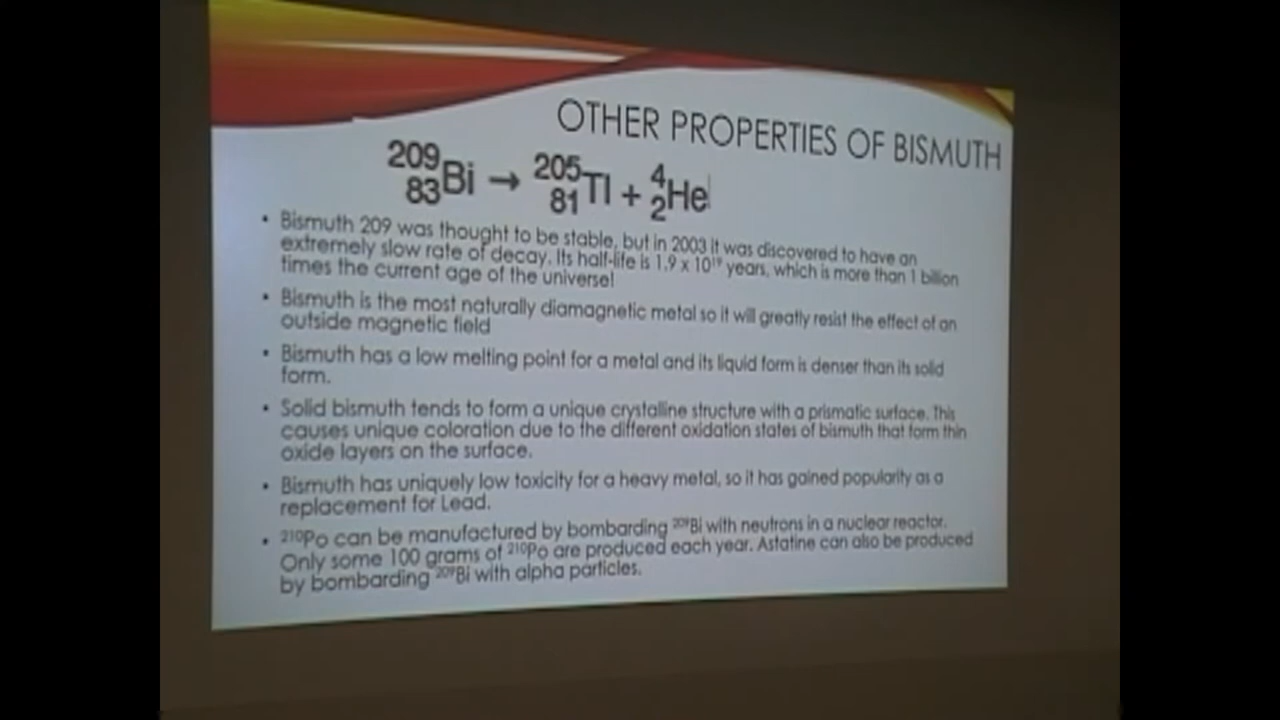 OTHER PROPERTIES OF BISMUTH
²⁰⁹₈₃Bi → ²⁰⁵₈₁Tl + ⁴₂He
• Bismuth 209 was thought to be stable, but in 2003 it was discovered to have an
extremely slow rate of decay. Its half-life is 1.9 x 10¹⁹ years, which is more than 1 billion
times the current age of the universe!
• Bismuth is the most naturally diamagnetic metal so it will greatly resist the effect of an
outside magnetic field
• Bismuth has a low melting point for a metal and its liquid form is denser than its solid
form.
• Solid bismuth tends to form a unique crystalline structure with a prismatic surface. This
causes unique coloration due to the different oxidation states of bismuth that form thin
oxide layers on the surface.
• Bismuth has uniquely low toxicity for a heavy metal, so it has gained popularity as a
replacement for Lead.
• ²¹⁰Po can be manufactured by bombarding ²⁰⁹Bi with neutrons in a nuclear reactor.
Only some 100 grams of ²¹⁰Po are produced each year. Astatine can also be produced
by bombarding ²⁰⁹Bi with alpha particles.